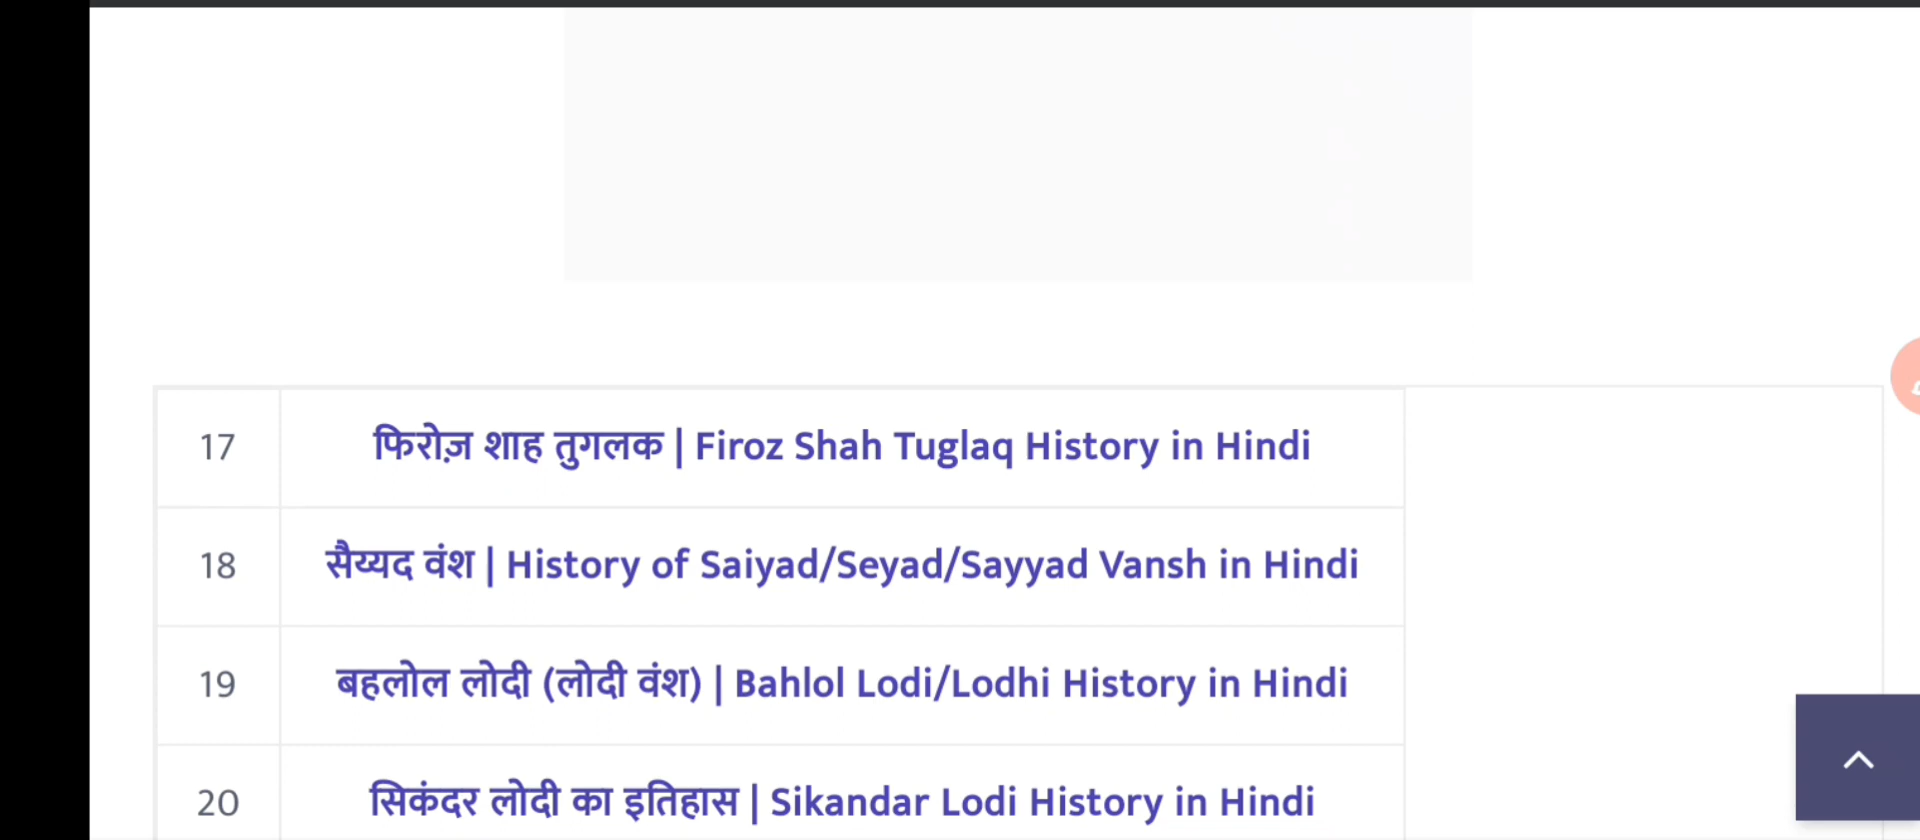 17 फिरोज़ शाह तुगलक | Firoz Shah Tuglaq History in Hindi
18 सैय्यद वंश | History of Saiyad/Seyad/Sayyad Vansh in Hindi
19 बहलोल लोदी (लोदी वंश) | Bahlol Lodi/Lodhi History in Hindi
20 सिकंदर लोदी का इतिहास | Sikandar Lodi History in Hindi